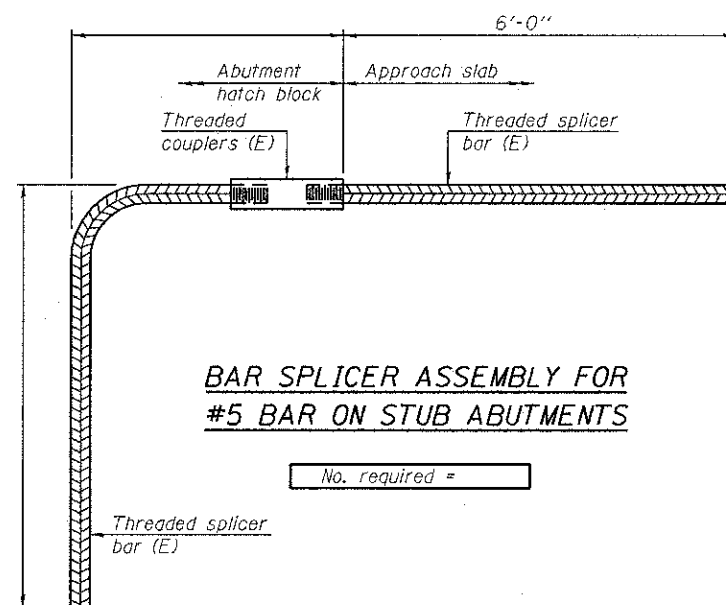 6'-0"
Abutment
hatch block
Approach slab
Threaded
couplers (E)
Threaded splicer
bar (E)
BAR SPLICER ASSEMBLY FOR
#5 BAR ON STUB ABUTMENTS
No. required =
Threaded splicer
bar (E)